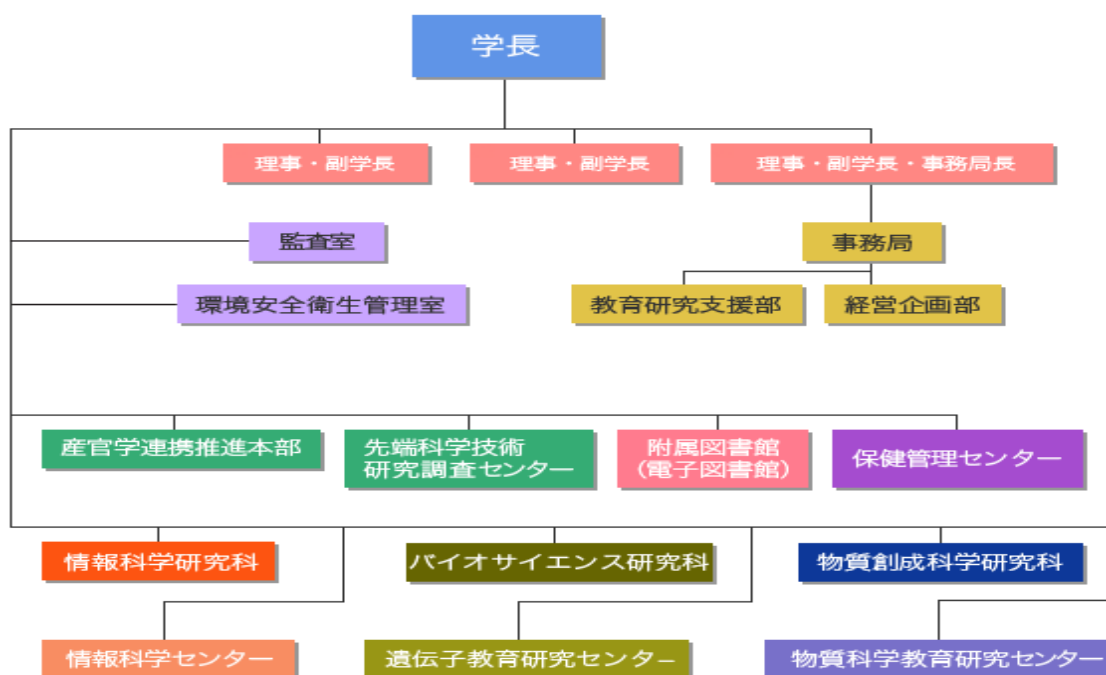 学長
理事・副学長
理事・副学長
理事・副学長・事務局長
監査室
事務局
環境安全衛生管理室
教育研究支援部
経営企画部
産官学連携推進本部
先端科学技術
研究調査センター
附属図書館
(電子図書館)
保健管理センター
情報科学研究科
バイオサイエンス研究科
物質創成科学研究科
情報科学センター
遺伝子教育研究センター
物質科学教育研究センター